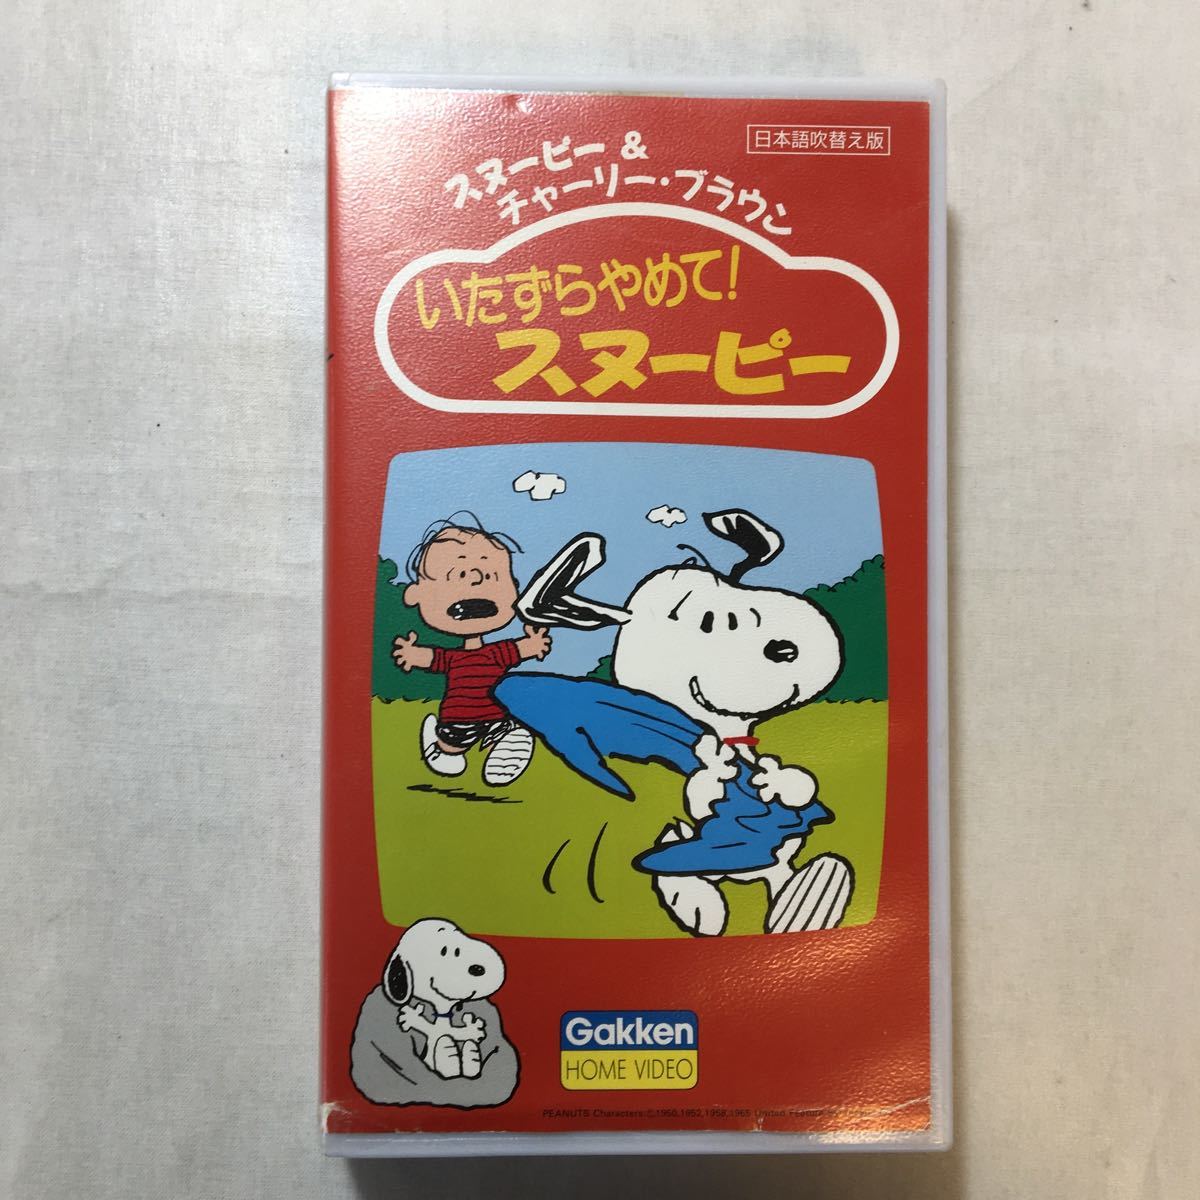 スヌーピー &
チャーリー・ブラウン
日本語吹替え版
いたずらやめて!
スヌーピー
Gakken
HOME VIDEO
PEANUTS Characters:©1950,1952,1958,1965 United Feature